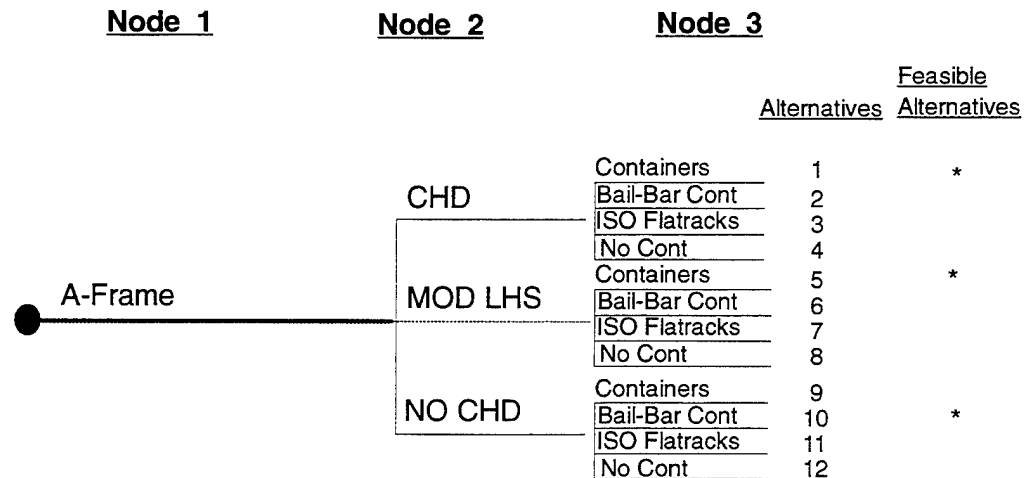 Node 1 Node 2 Node 3
Feasible
Alternatives Alternatives
Containers 1 *
CHD Bail-Bar Cont 2
ISO Flatracks 3
No Cont 4
Containers 5 *
A-Frame MOD LHS Bail-Bar Cont 6
ISO Flatracks 7
No Cont 8
Containers 9
NO CHD Bail-Bar Cont 10 *
ISO Flatracks 11
No Cont 12